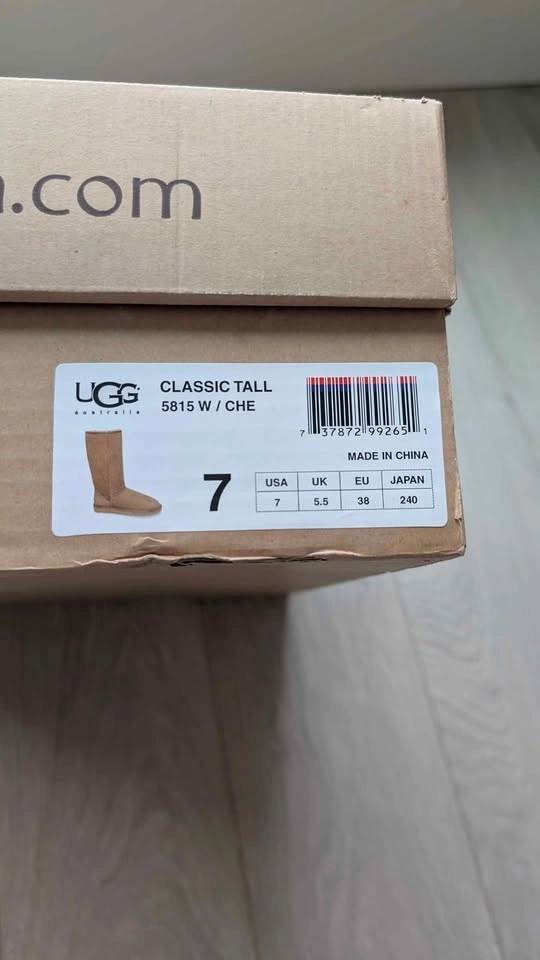 .com
UGG
australia
CLASSIC TALL
5815 W / CHE
7 37872 99265 1
MADE IN CHINA
7
USA UK EU JAPAN
7 5.5 38 240